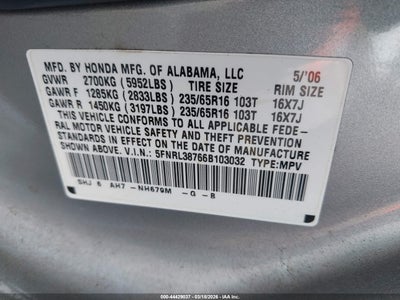 MFD. BY HONDA MFG. OF ALABAMA, LLC 5/'06
GVWR 2700KG (5952LBS) TIRE SIZE RIM SIZE
GAWR F 1285KG (2833LBS) 235/65R16 103T 16X7J
GAWR R 1450KG (3197LBS) 235/65R16 103T 16X7J
THIS VEHICLE CONFORMS TO ALL APPLICABLE FEDE-
RAL MOTOR VEHICLE SAFETY AND THEFT PREVENTION
STANDARDS IN EFFECT ON THE DATE OF MANUFACTURE
SHOWN ABOVE. V.I.N.: 5FNRL38766B103032 TYPE:MPV
SHJ 6 AH7 -NH679M -G -B
000-44429037 - 03/18/2026 - IAA